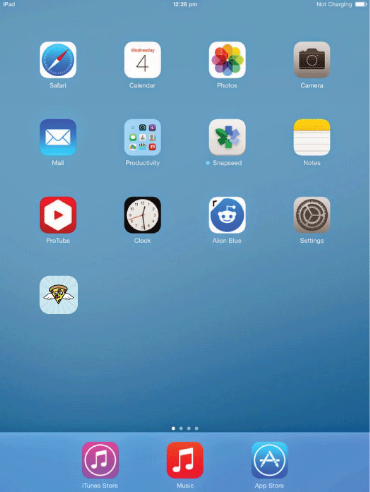 iPad 12:26 pm Not Charging
Wednesday
4
Safari Calendar Photos Camera
Mail Productivity Snapseed Notes
12
ProTube Clock Alien Blue Settings
iTunes Store Music App Store